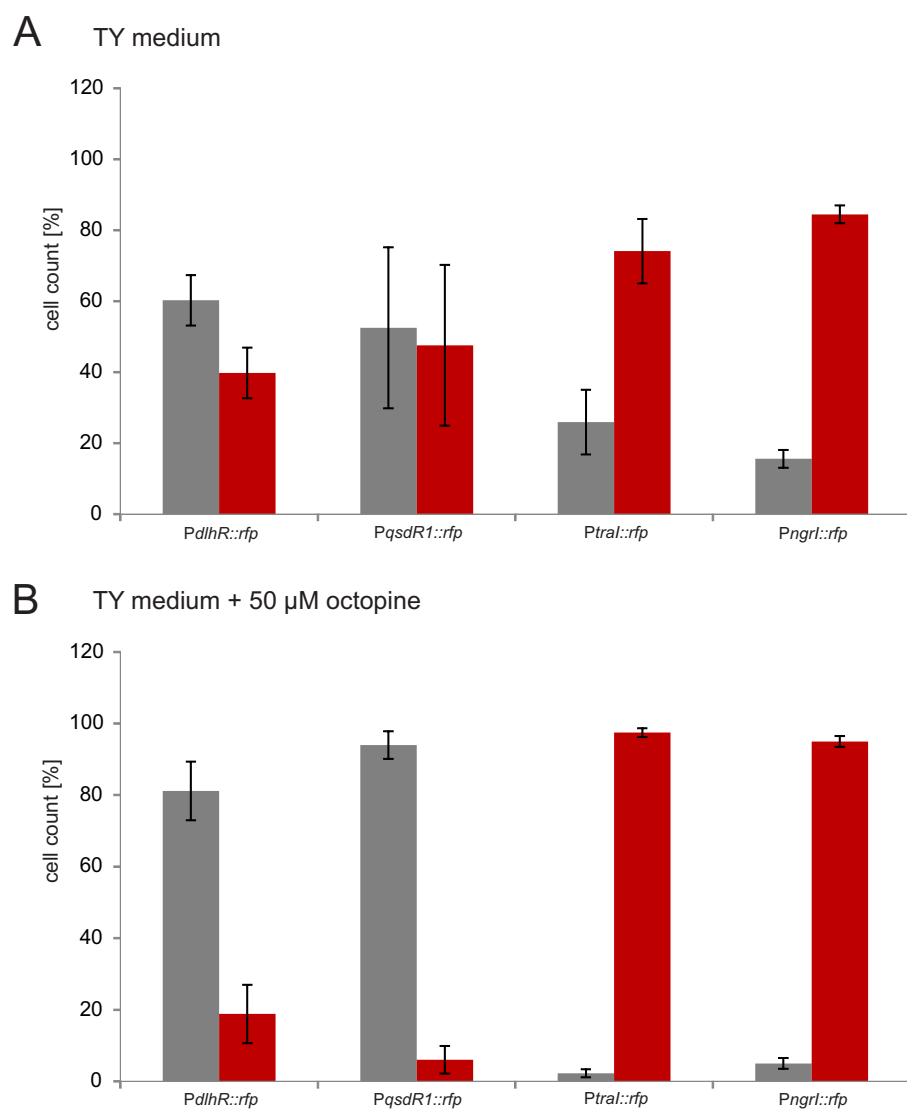 A TY medium
120
100
80
60
40
20
0
cell count [%]
PdlhR::rfp PqsdR1::rfp PtraI::rfp PngrI::rfp
B TY medium + 50 µM octopine
120
100
80
60
40
20
0
cell count [%]
PdlhR::rfp PqsdR1::rfp PtraI::rfp PngrI::rfp